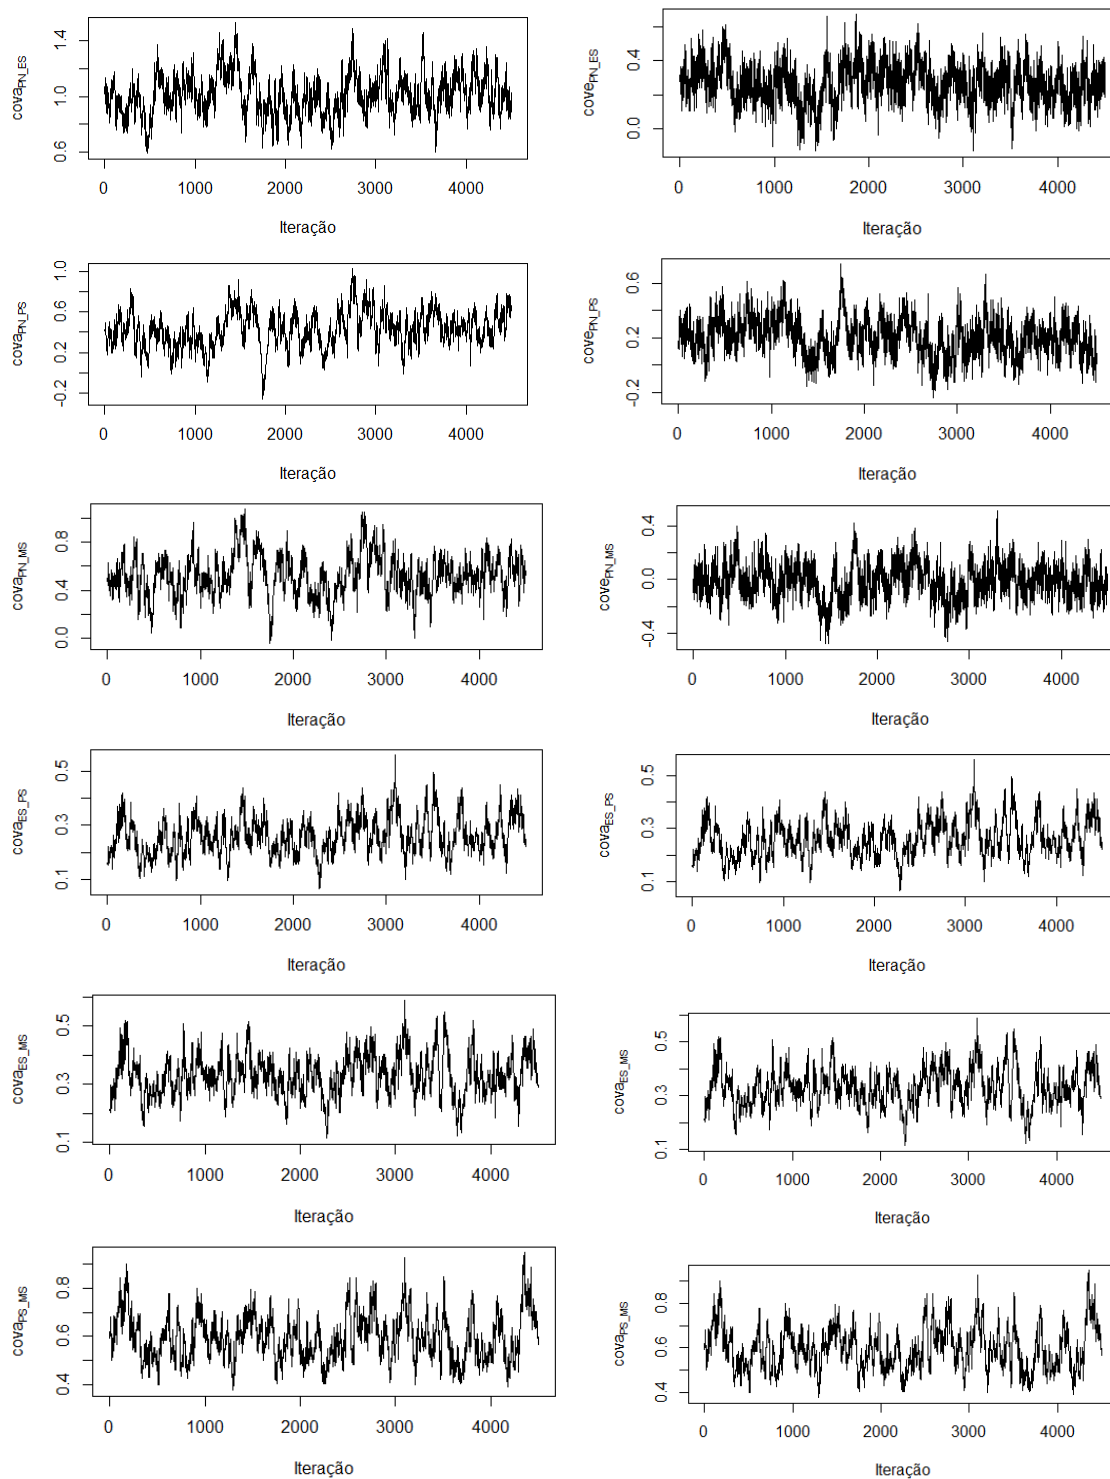 cova_PN_ES
0.6 1.0 1.4
0 1000 2000 3000 4000
Iteração
cove_PN_ES
0.0 0.4
0 1000 2000 3000 4000
Iteração
cova_PN_PS
-0.2 0.2 0.6 1.0
0 1000 2000 3000 4000
Iteração
cove_PN_PS
-0.2 0.2 0.6
0 1000 2000 3000 4000
Iteração
cova_PN_MS
0.0 0.4 0.8
0 1000 2000 3000 4000
Iteração
cove_PN_MS
-0.4 0.0 0.4
0 1000 2000 3000 4000
Iteração
cova_ES_PS
0.1 0.3 0.5
0 1000 2000 3000 4000
Iteração
cova_ES_PS
0.1 0.3 0.5
0 1000 2000 3000 4000
Iteração
cova_ES_MS
0.1 0.3 0.5
0 1000 2000 3000 4000
Iteração
cova_ES_MS
0.1 0.3 0.5
0 1000 2000 3000 4000
Iteração
cova_PS_MS
0.4 0.6 0.8
0 1000 2000 3000 4000
Iteração
cova_PS_MS
0.4 0.6 0.8
0 1000 2000 3000 4000
Iteração